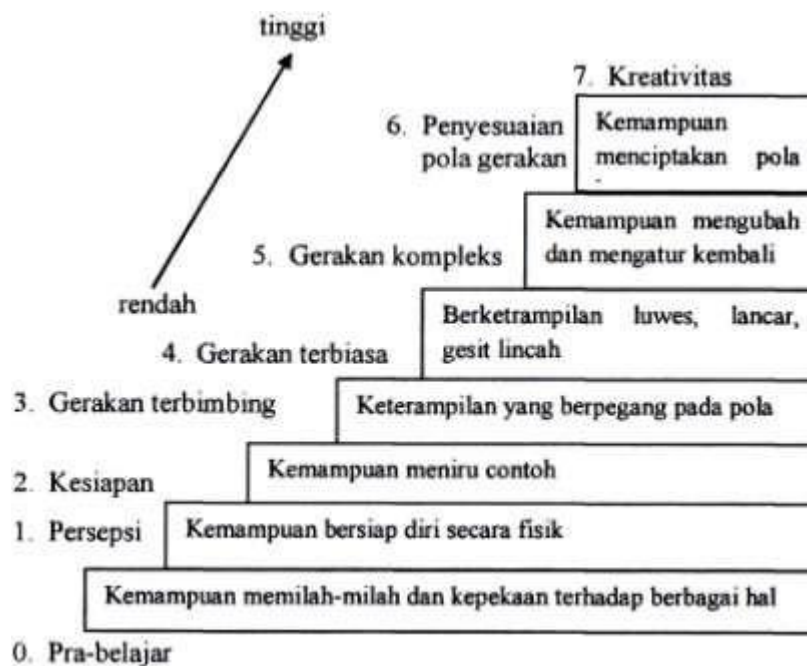 tinggi
7. Kreativitas
6. Penyesuaian
pola gerakan
Kemampuan
menciptakan pola
5. Gerakan kompleks
Kemampuan mengubah
dan mengatur kembali
rendah
4. Gerakan terbiasa
Berketrampilan luwes, lancar,
gesit lincah
3. Gerakan terbimbing
Keterampilan yang berpegang pada pola
2. Kesiapan
Kemampuan meniru contoh
1. Persepsi
Kemampuan bersiap diri secara fisik
Kemampuan memilah-milah dan kepekaan terhadap berbagai hal
0. Pra-belajar